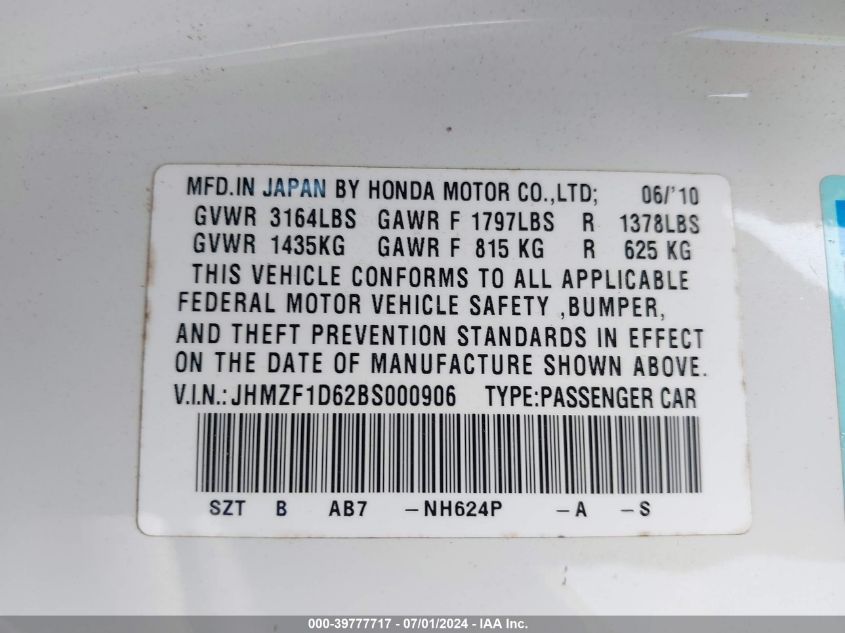 MFD.IN JAPAN BY HONDA MOTOR CO.,LTD; 06/'10
GVWR 3164LBS GAWR F 1797LBS R 1378LBS
GVWR 1435KG GAWR F 815 KG R 625 KG
THIS VEHICLE CONFORMS TO ALL APPLICABLE
FEDERAL MOTOR VEHICLE SAFETY ,BUMPER,
AND THEFT PREVENTION STANDARDS IN EFFECT
ON THE DATE OF MANUFACTURE SHOWN ABOVE.
V.I.N.: JHMZF1D62BS000906 TYPE:PASSENGER CAR
SZT B AB7 -NH624P -A -S
000-39777717 - 07/01/2024 - IAA Inc.